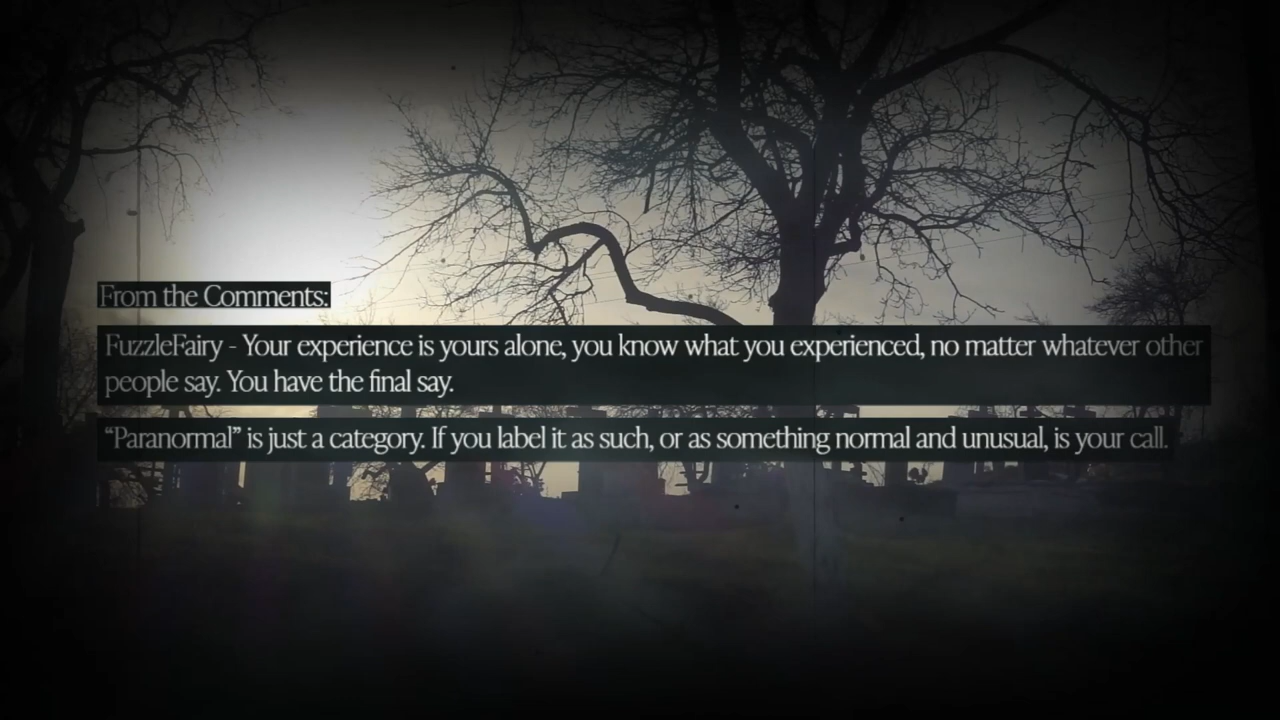 From the Comments:
FuzzleFairy - Your experience is yours alone, you know what you experienced, no matter whatever other
people say. You have the final say.
“Paranormal” is just a category. If you label it as such, or as something normal and unusual, is your call.